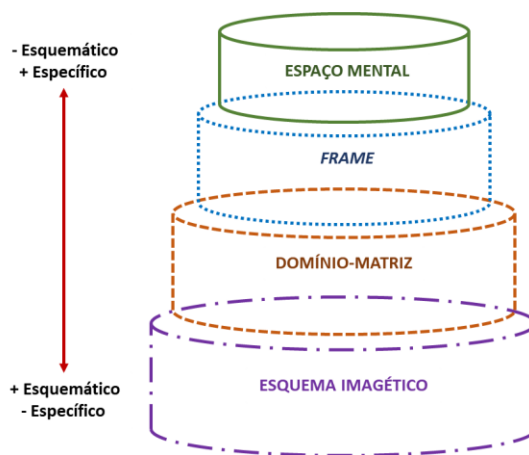 - Esquemático
+ Específico
ESPAÇO MENTAL
FRAME
DOMÍNIO-MATRIZ
ESQUEMA IMAGÉTICO
+ Esquemático
- Específico